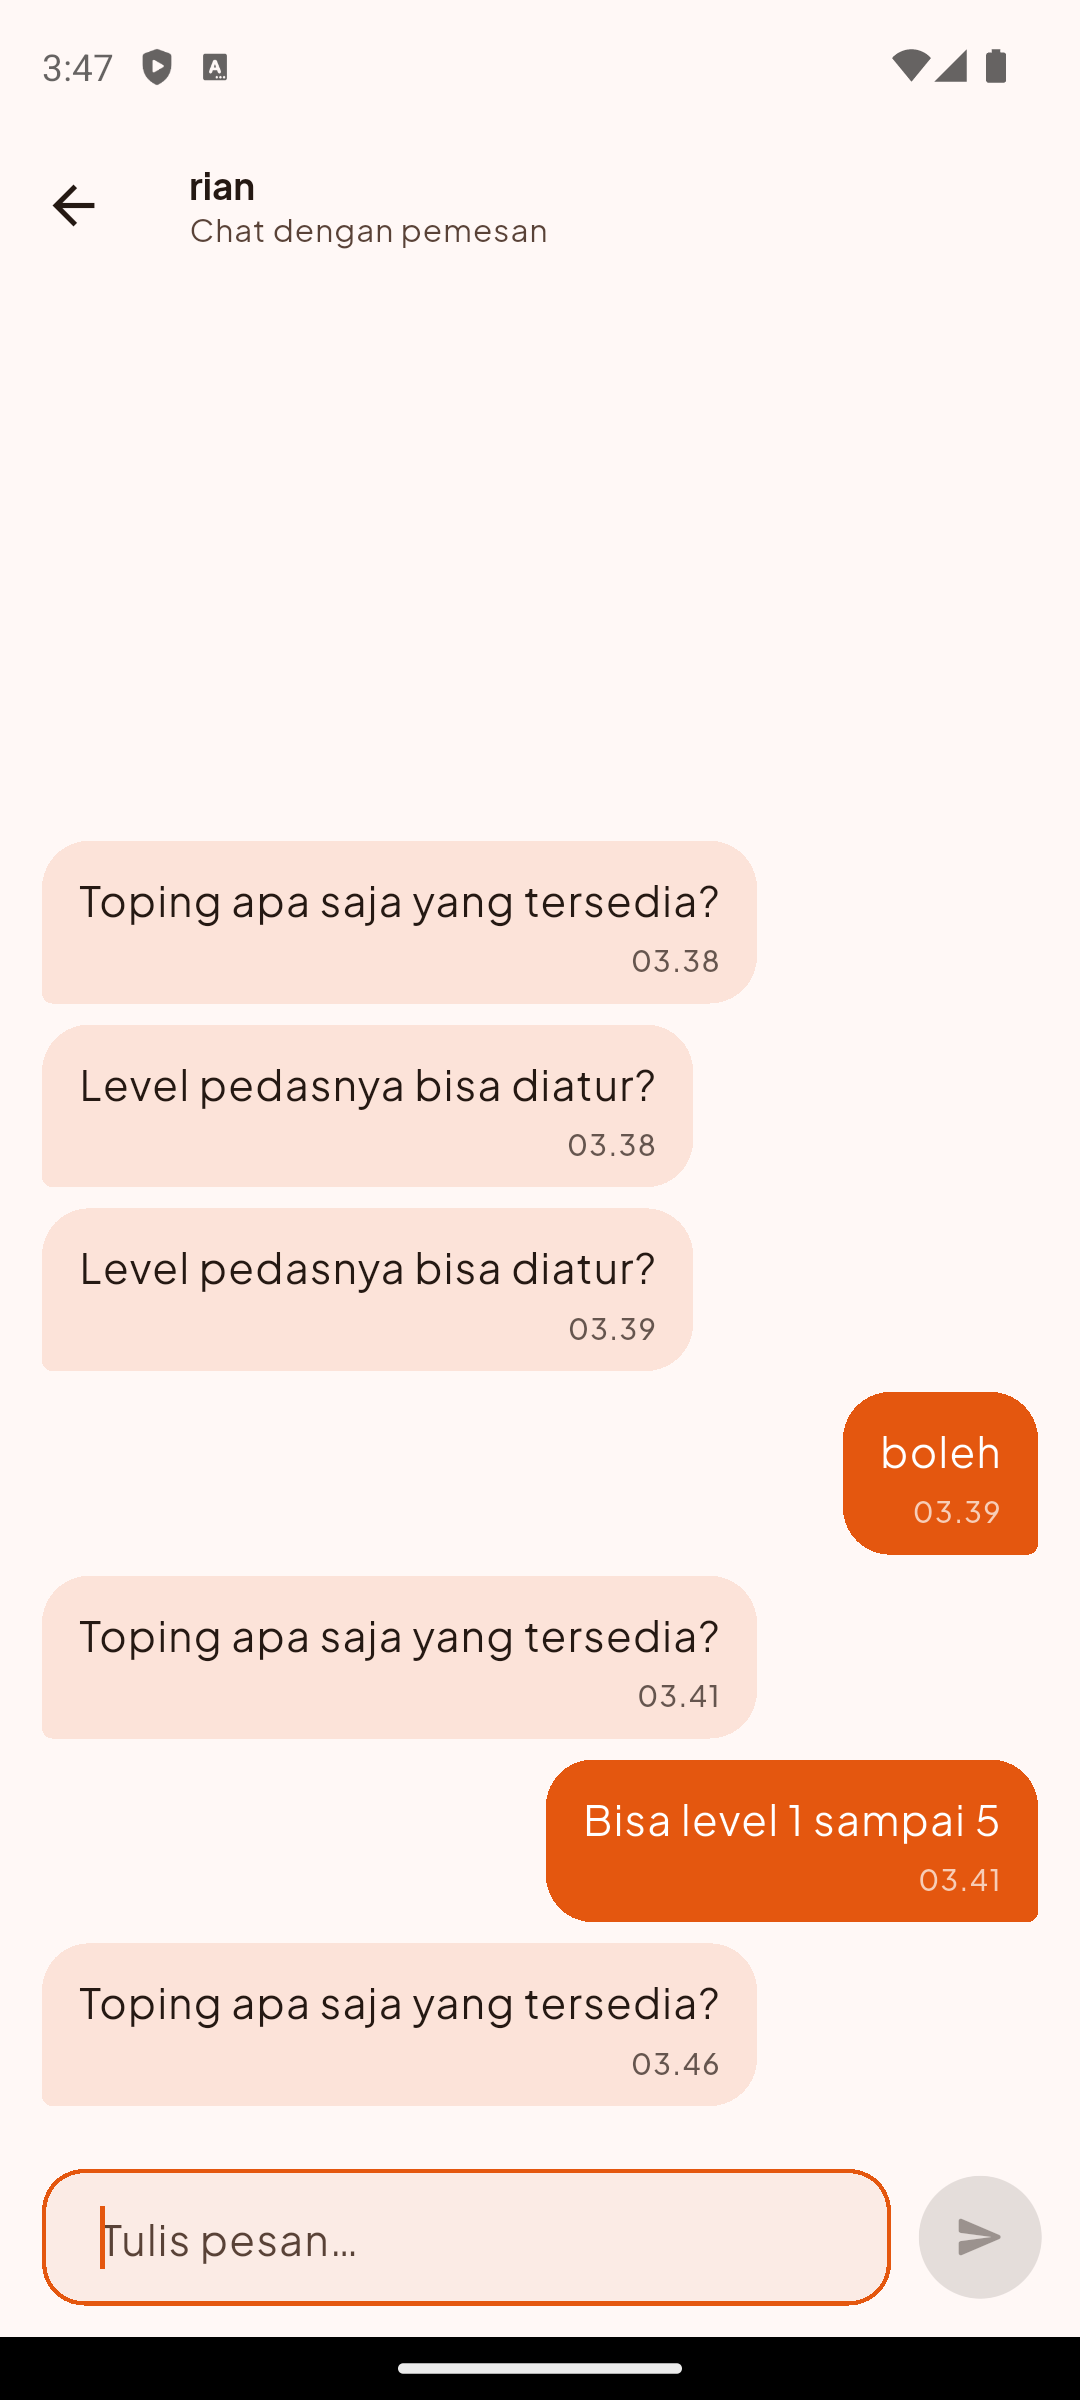 3:47
rian
Chat dengan pemesan
Toping apa saja yang tersedia?
03.38
Level pedasnya bisa diatur?
03.38
Level pedasnya bisa diatur?
03.39
boleh
03.39
Toping apa saja yang tersedia?
03.41
Bisa level 1 sampai 5
03.41
Toping apa saja yang tersedia?
03.46
Tulis pesan...